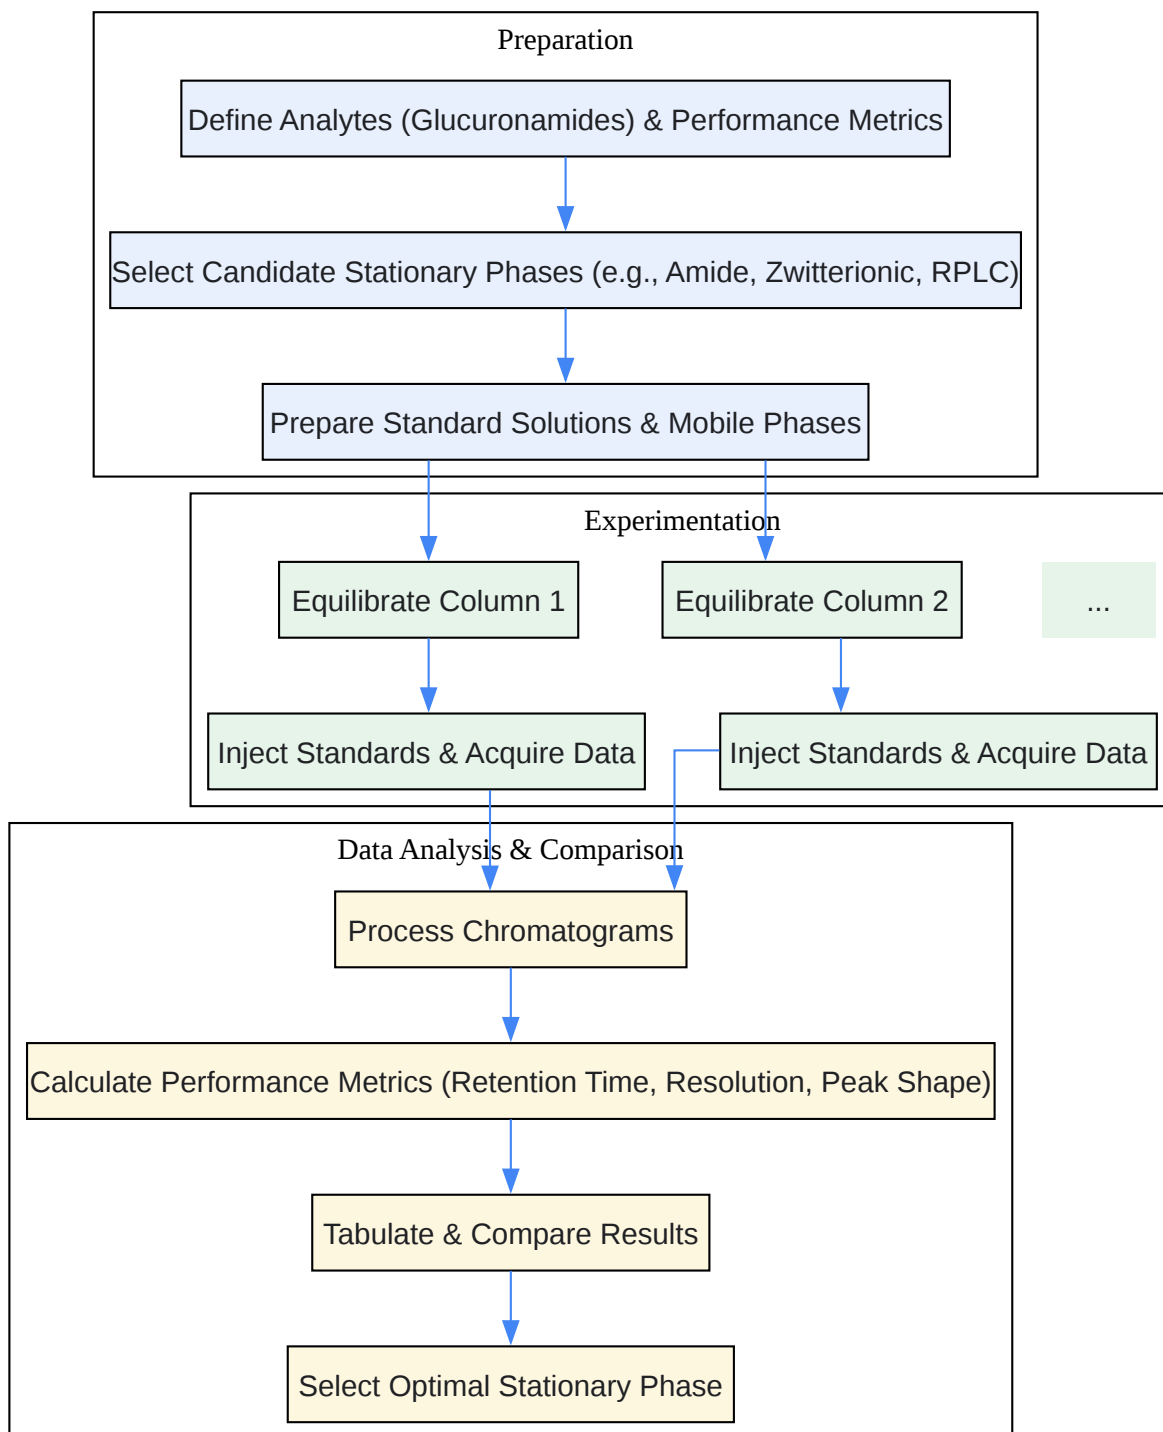 Preparation
Define Analytes (Glucuronamides) & Performance Metrics
Select Candidate Stationary Phases (e.g., Amide, Zwitterionic, RPLC)
Prepare Standard Solutions & Mobile Phases
Experimentation
Equilibrate Column 1
Equilibrate Column 2
...
Inject Standards & Acquire Data
Inject Standards & Acquire Data
Data Analysis & Comparison
Process Chromatograms
Calculate Performance Metrics (Retention Time, Resolution, Peak Shape)
Tabulate & Compare Results
Select Optimal Stationary Phase